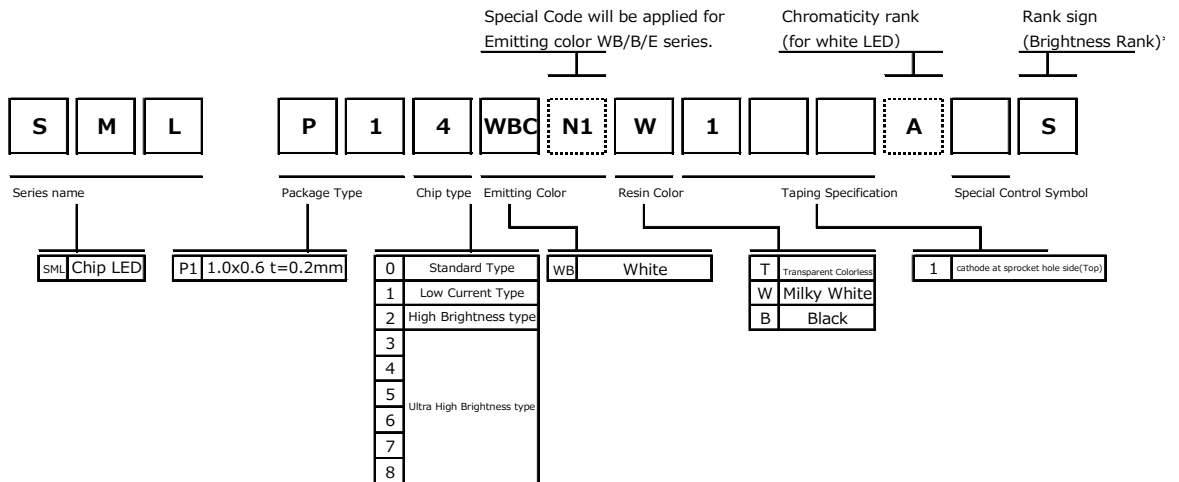 Special Code will be applied for
Emitting color WB/B/E series.
Chromaticity rank
(for white LED)
Rank sign
(Brightness Rank)
S M L P 1 4 WBC N1 W 1 A S
Series name
Package Type
Chip type
Emitting Color
Resin Color
Taping Specification
Special Control Symbol
SML Chip LED
P1 1.0x0.6 t=0.2mm
0 Standard Type
1 Low Current Type
2 High Brightness type
3
4
5
6
7
8
Ultra High Brightness type
WB White
T Transparent Colorless
W Milky White
B Black
1 cathode at sprocket hole side(Top)